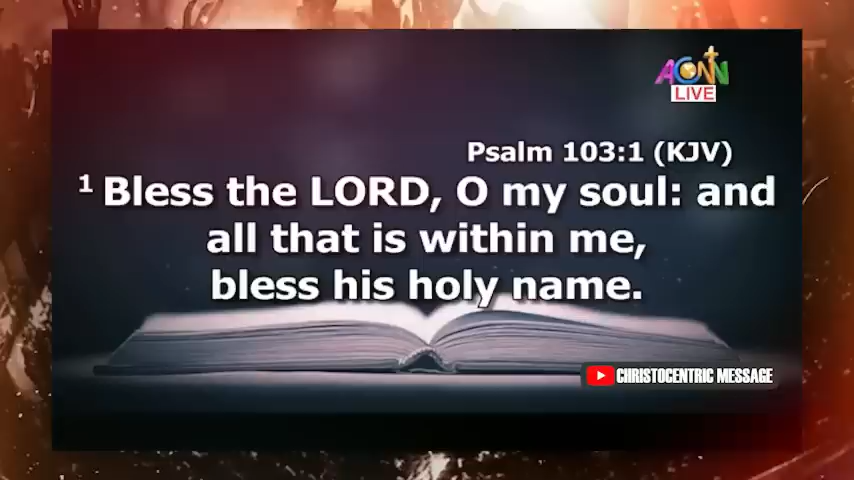 ACNN
LIVE
Psalm 103:1 (KJV)
1 Bless the LORD, O my soul: and
all that is within me,
bless his holy name.
CHRISTOCENTRIC MESSAGE